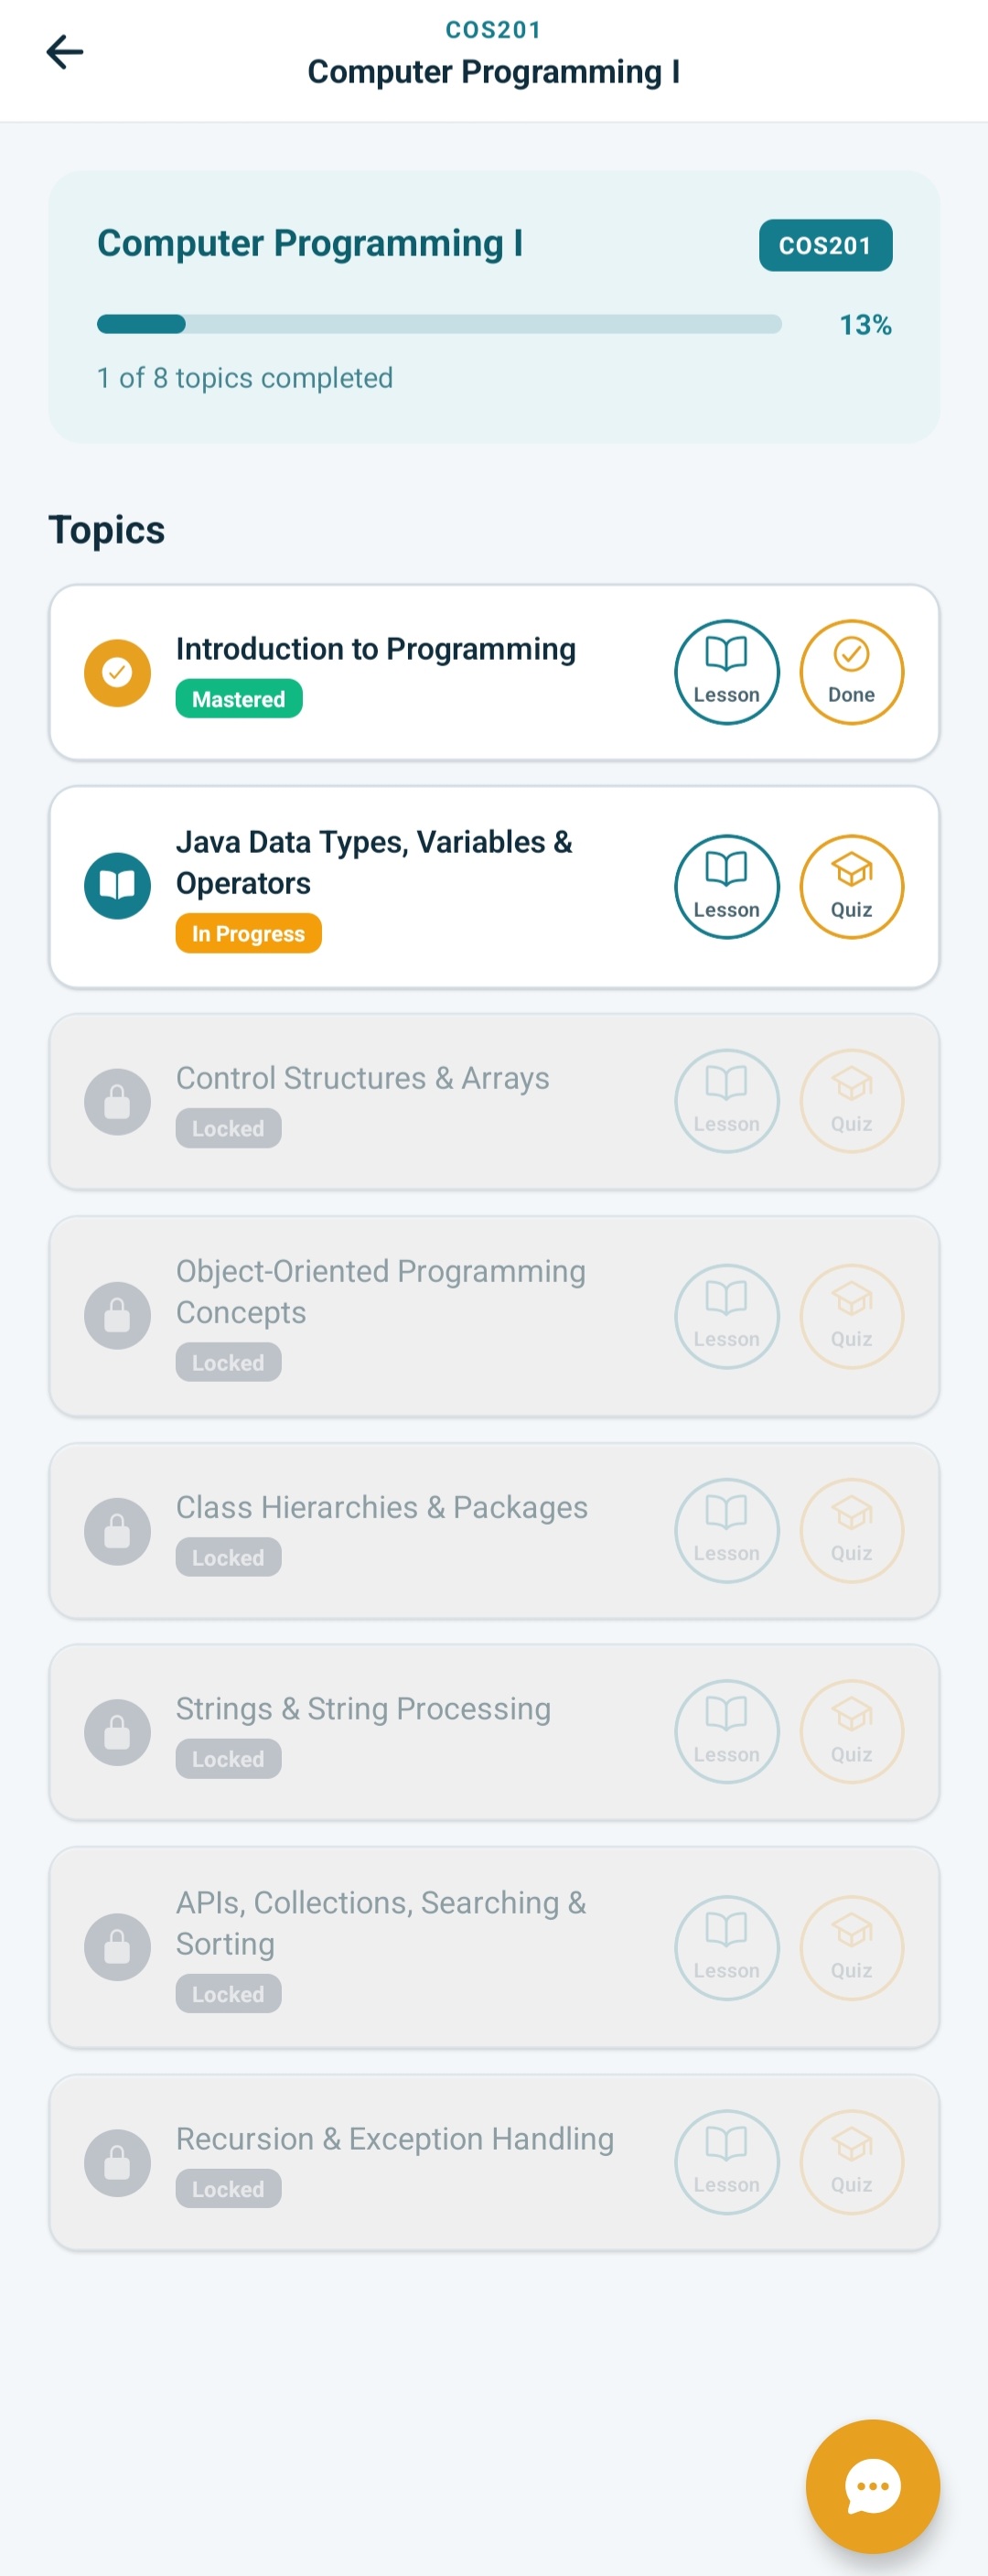 COS201
Computer Programming I
Computer Programming I
COS201
13%
1 of 8 topics completed
Topics
Introduction to Programming
Mastered
Lesson
Done
Java Data Types, Variables &
Operators
In Progress
Lesson
Quiz
Control Structures & Arrays
Locked
Lesson
Quiz
Object-Oriented Programming
Concepts
Locked
Lesson
Quiz
Class Hierarchies & Packages
Locked
Lesson
Quiz
Strings & String Processing
Locked
Lesson
Quiz
APIs, Collections, Searching &
Sorting
Locked
Lesson
Quiz
Recursion & Exception Handling
Locked
Lesson
Quiz